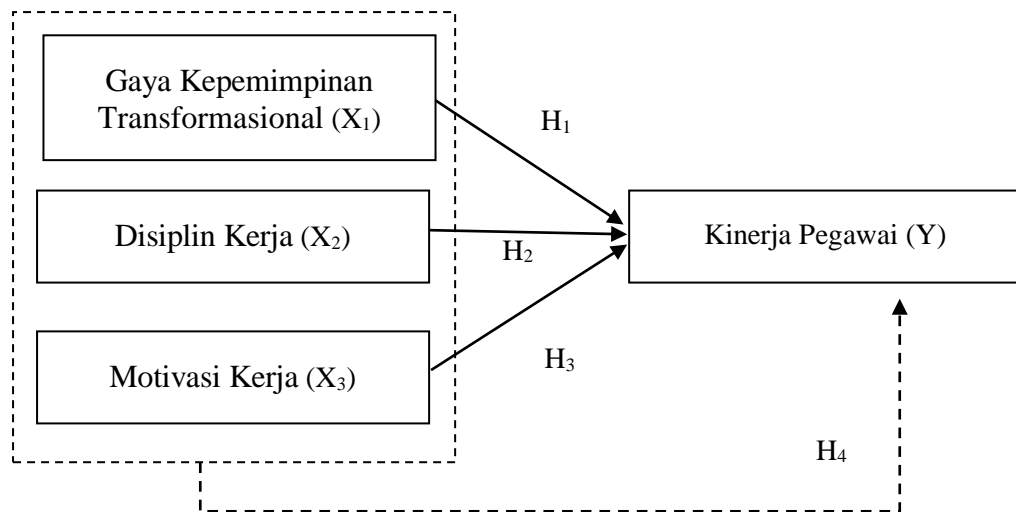 Gaya Kepemimpinan
Transformasional (X₁)
H₁
Disiplin Kerja (X₂)
H₂
Kinerja Pegawai (Y)
Motivasi Kerja (X₃)
H₃
H₄